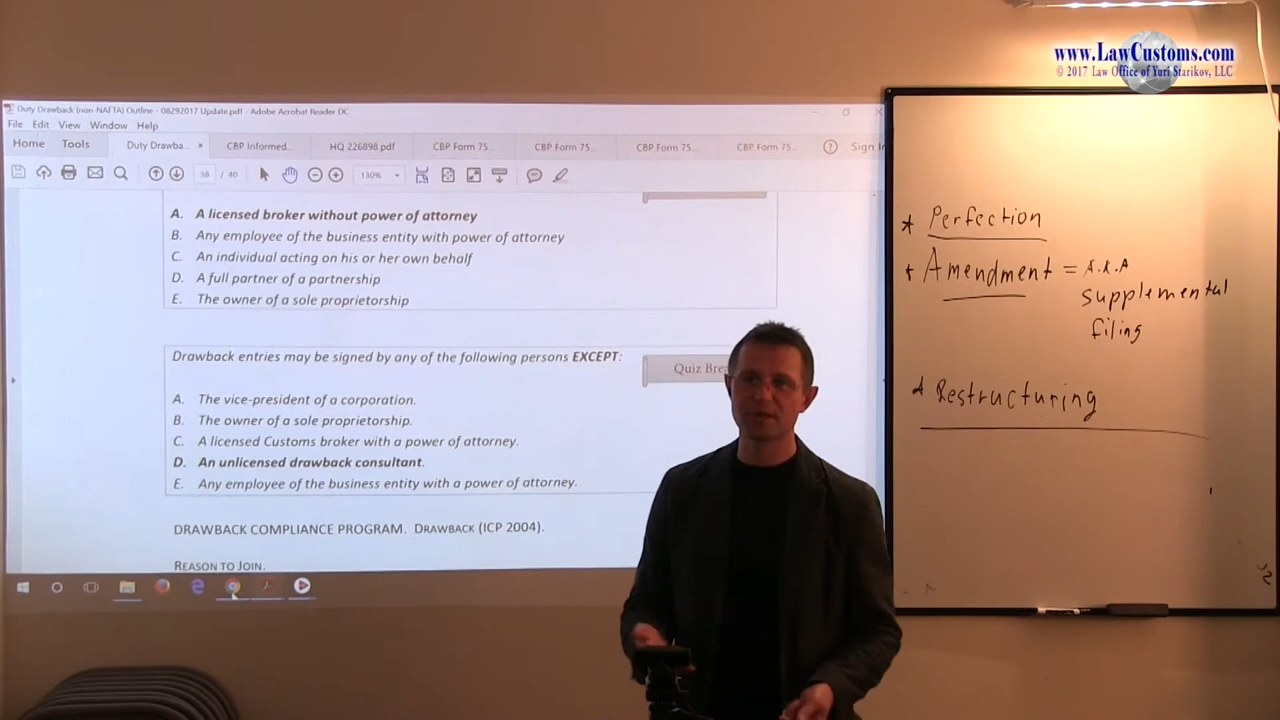 www.LawCustoms.com
© 2017 Law Office of Yuri Starikov, LLC
Duty Drawback (non-NAFTA) Outline - 08292017 Update.pdf - Adobe Acrobat Reader DC
File Edit View Window Help
Home Tools Duty Drawba... × CBP Informed... HQ 226898 pdf CBP Form 75... CBP Form 75... CBP Form 75... CBP Form 75... Sign In
38 / 40 130%
A. A licensed broker without power of attorney
B. Any employee of the business entity with power of attorney
C. An individual acting on his or her own behalf
D. A full partner of a partnership
E. The owner of a sole proprietorship
Drawback entries may be signed by any of the following persons EXCEPT:
Quiz Brea
A. The vice-president of a corporation.
B. The owner of a sole proprietorship.
C. A licensed Customs broker with a power of attorney.
D. An unlicensed drawback consultant.
E. Any employee of the business entity with a power of attorney.
DRAWBACK COMPLIANCE PROGRAM. DRAWBACK (ICP 2004).
REASON TO JOIN.
* Perfection
* Amendment = A.K.A
supplemental
filing
* Restructuring